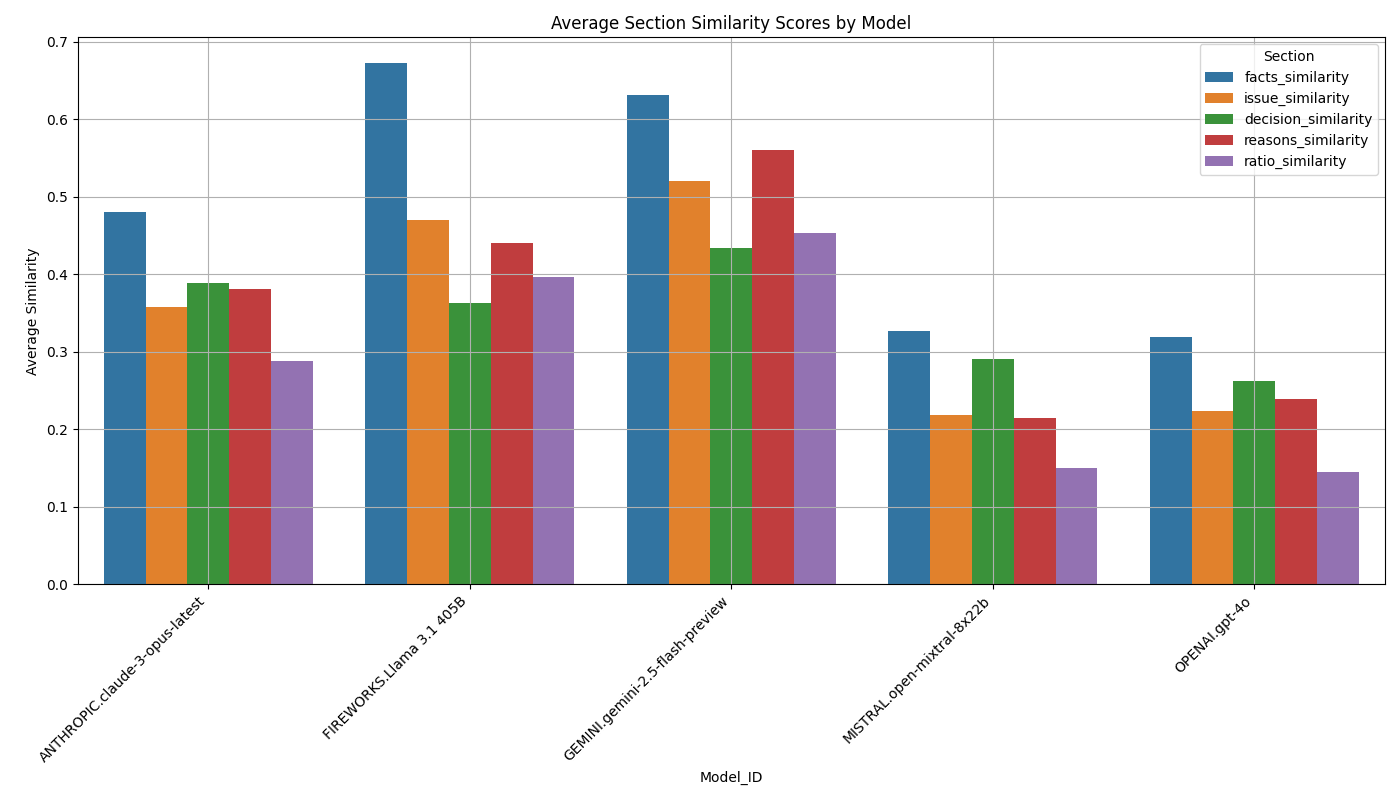 Average Section Similarity Scores by Model
Average Similarity
0.7
0.6
0.5
0.4
0.3
0.2
0.1
0.0
Section
facts_similarity
issue_similarity
decision_similarity
reasons_similarity
ratio_similarity
ANTHROPIC.claude-3-opus-latest
FIREWORKS.Llama 3.1 405B
GEMINI.gemini-2.5-flash-preview
MISTRAL.open-mixtral-8x22b
OPENAI.gpt-4o
Model_ID